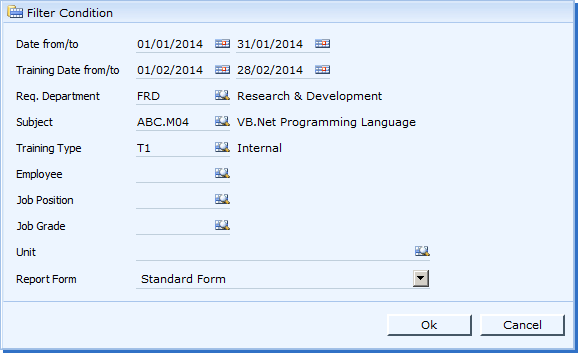 Filter Condition
Date from/to 01/01/2014 31/01/2014
Training Date from/to 01/02/2014 28/02/2014
Req. Department FRD Research & Development
Subject ABC.M04 VB.Net Programming Language
Training Type T1 Internal
Employee
Job Position
Job Grade
Unit
Report Form Standard Form
Ok Cancel